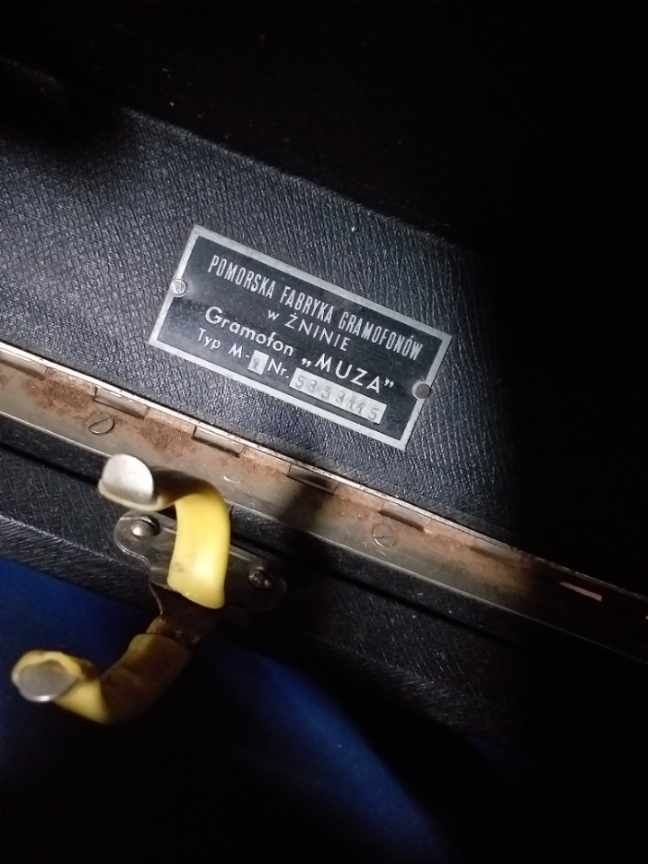 POMORSKA FABRYKA GRAMOFONÓW
W ŻNINIE
Gramofon „MUZA"
Typ M- Nr.